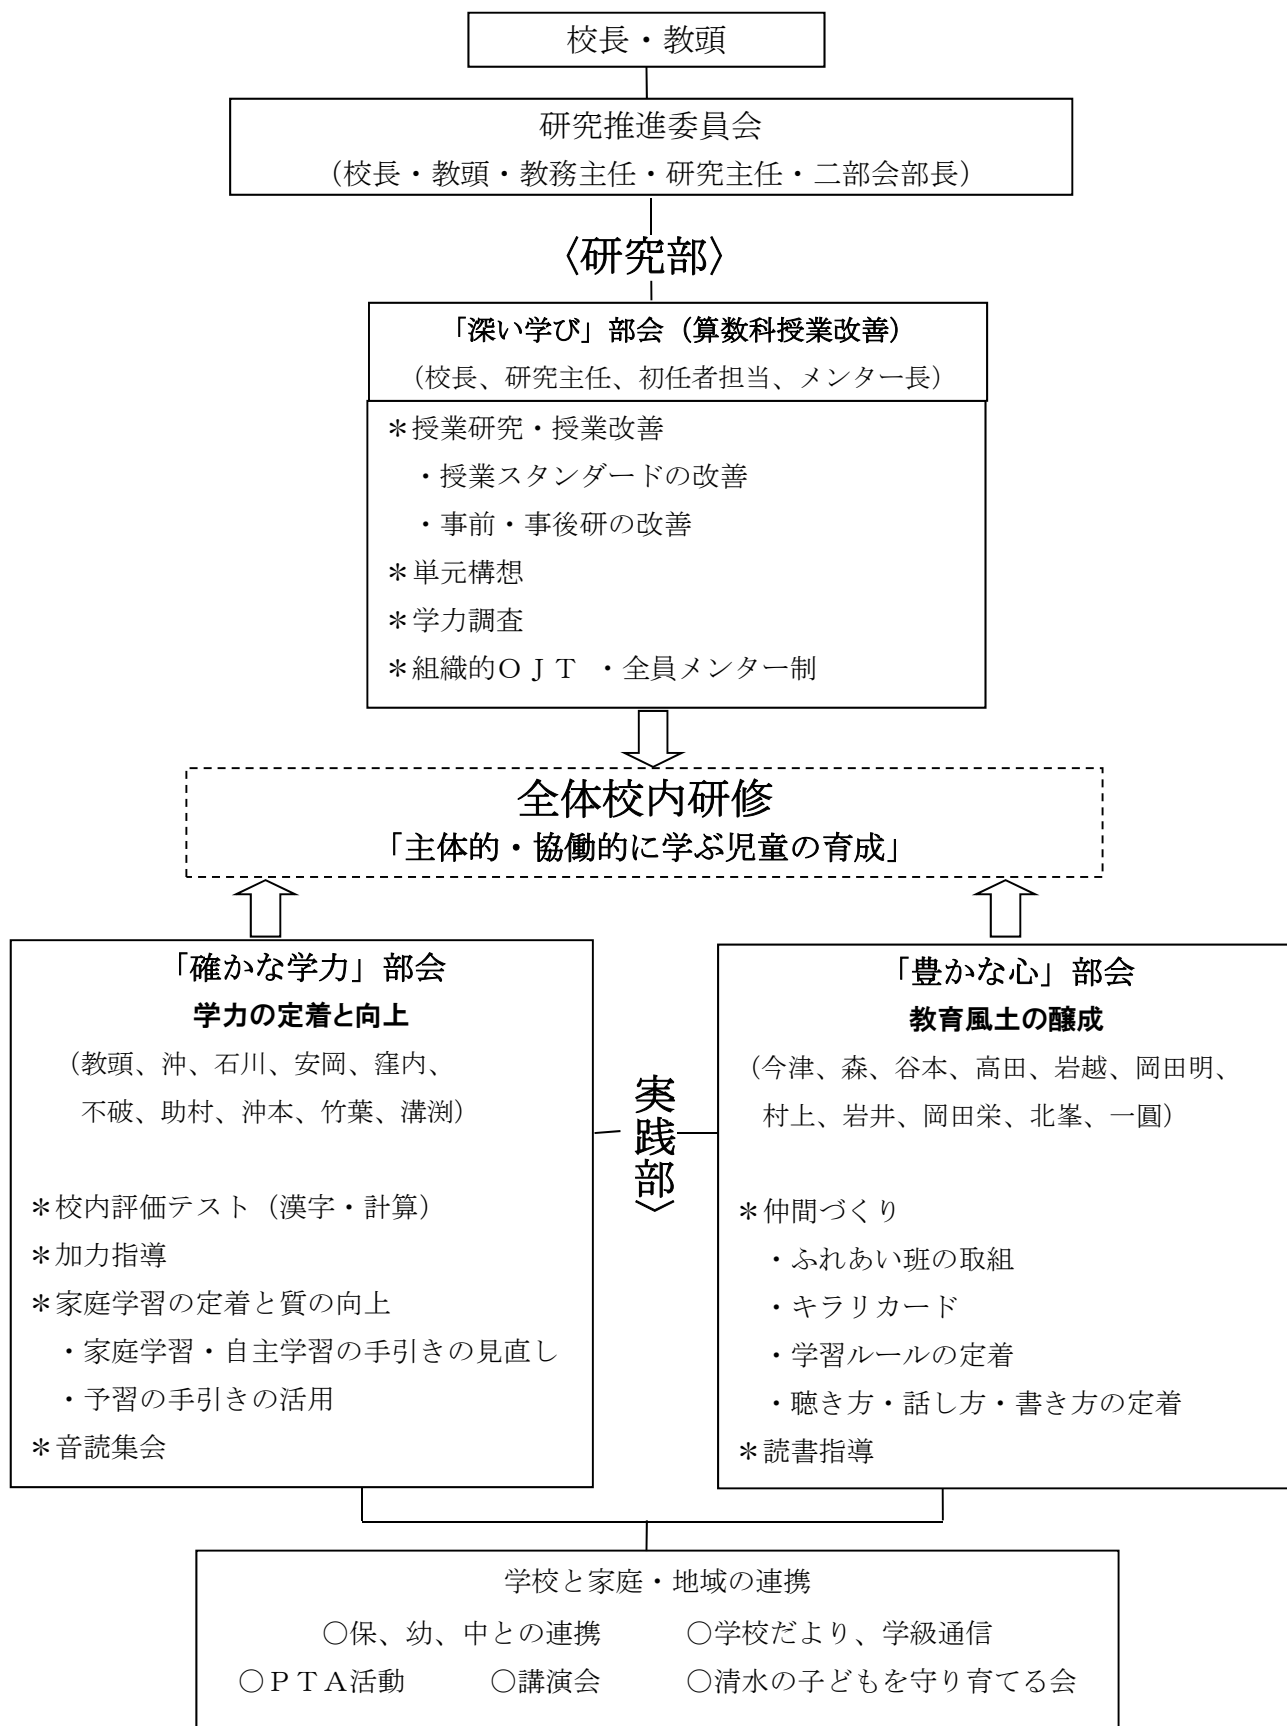 校長・教頭
研究推進委員会
（校長・教頭・教務主任・研究主任・二部会部長）
〈研究部〉
「深い学び」部会（算数科授業改善）
（校長、研究主任、初任者担当、メンター長）
＊授業研究・授業改善
・授業スタンダードの改善
・事前・事後研の改善
＊単元構想
＊学力調査
＊組織的ＯＪＴ ・全員メンター制
全体校内研修
「主体的・協働的に学ぶ児童の育成」
「確かな学力」部会
学力の定着と向上
（教頭、沖、石川、安岡、窪内、
不破、助村、沖本、竹葉、溝渕）
＊校内評価テスト（漢字・計算）
＊加力指導
＊家庭学習の定着と質の向上
・家庭学習・自主学習の手引きの見直し
・予習の手引きの活用
＊音読集会
実践部〉
「豊かな心」部会
教育風土の醸成
（今津、森、谷本、高田、岩越、岡田明、
村上、岩井、岡田栄、北峯、一圓）
＊仲間づくり
・ふれあい班の取組
・キラリカード
・学習ルールの定着
・聴き方・話し方・書き方の定着
＊読書指導
学校と家庭・地域の連携
○保、幼、中との連携 ○学校だより、学級通信
○ＰＴＡ活動 ○講演会 ○清水の子どもを守り育てる会